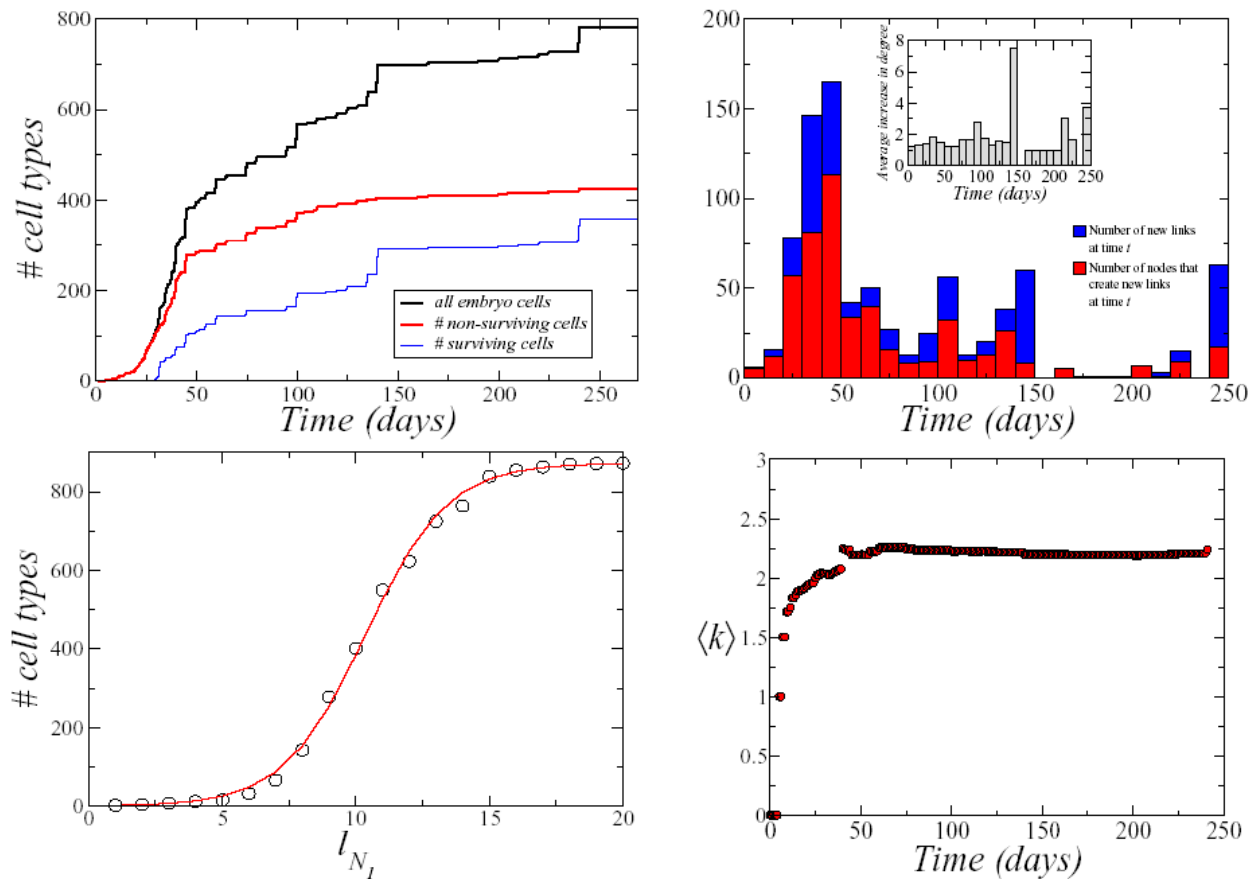 800
600
400
200
0
# cell types
all embryo cells
# non-surviving cells
# surviving cells
0 50 100 150 200 250
Time (days)
200
150
100
50
0
Average increase in degree
8
6
4
2
0
0 50 100 150 200 250
Time (days)
Number of new links
at time t
Number of nodes that
create new links
at time t
0 50 100 150 200 250
Time (days)
800
600
400
200
0
# cell types
0 5 10 15 20
l_{N_I}
3
2.5
2
1.5
1
0.5
0
⟨k⟩
0 50 100 150 200 250
Time (days)